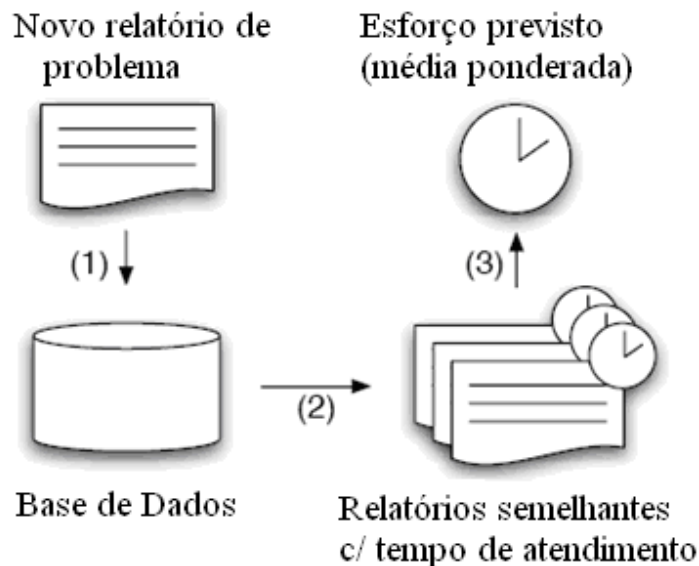 Novo relatório de
problema
Esforço previsto
(média ponderada)
(1)
(3)
(2)
Base de Dados
Relatórios semelhantes
c/ tempo de atendimento